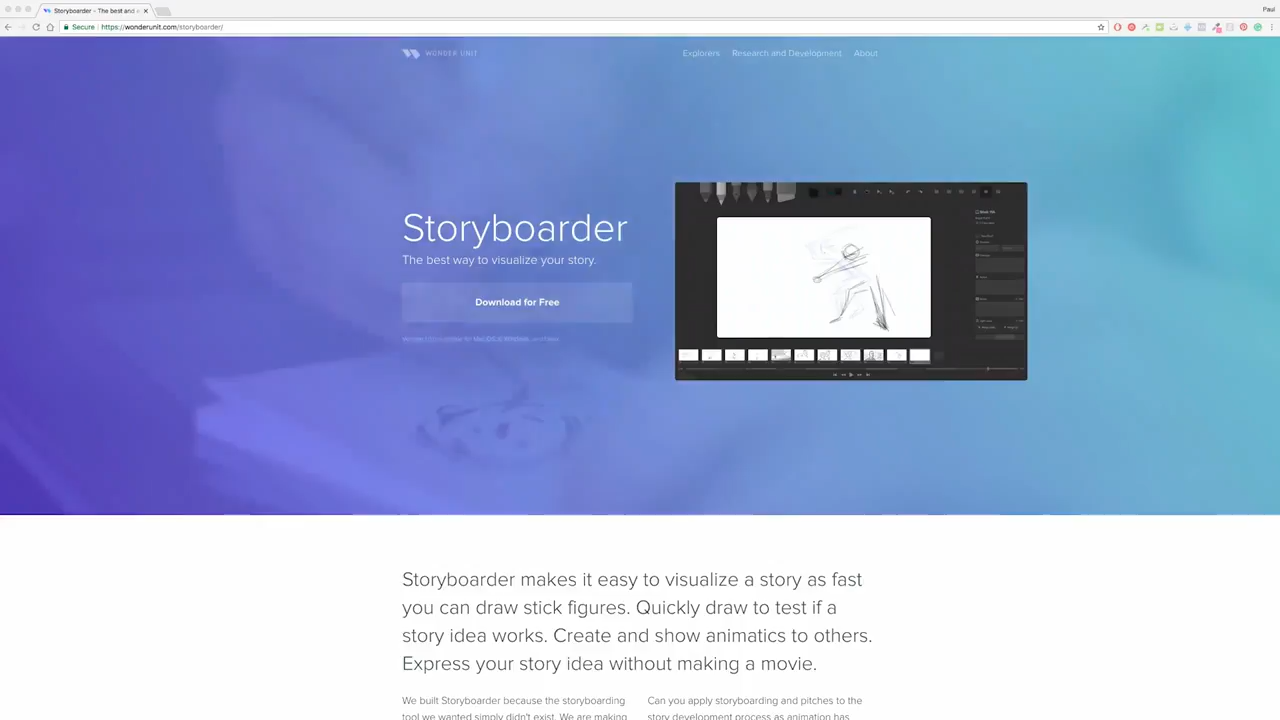 Storyboarder - The best and e
Paul
Secure
https://wonderunit.com/storyboarder/
WONDER UNIT
Explorers
Research and Development
About
Storyboarder
The best way to visualize your story.
Download for Free
Storyboarder makes it easy to visualize a story as fast
you can draw stick figures. Quickly draw to test if a
story idea works. Create and show animatics to others.
Express your story idea without making a movie.
We built Storyboarder because the storyboarding
tool we wanted simply didn't exist. We are making
Can you apply storyboarding and pitches to the
story development process as animation has